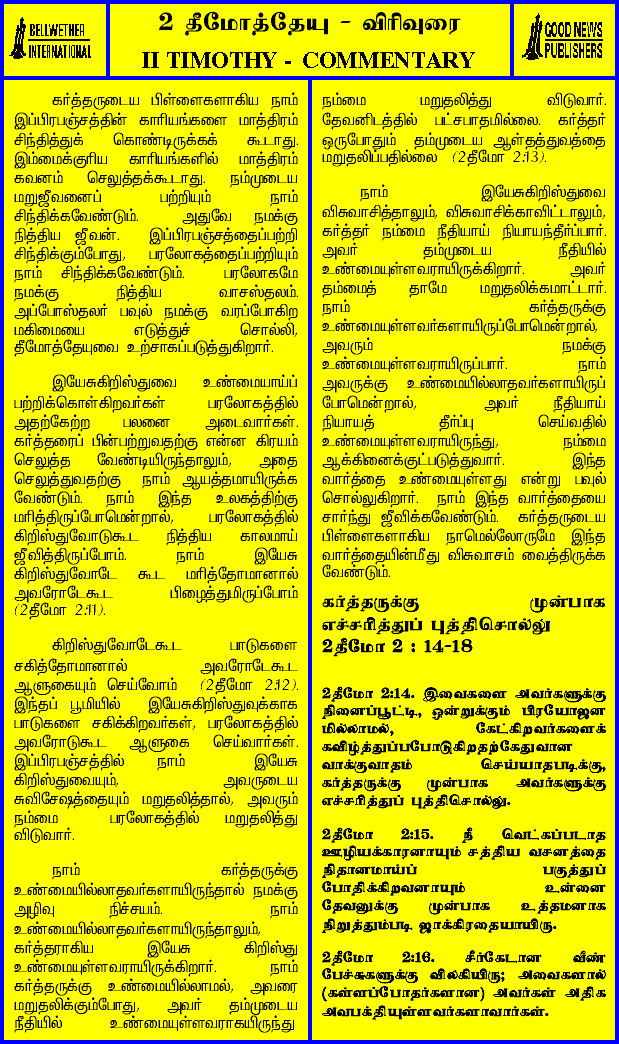 BELLWETHER
INTERNATIONAL
2 தீமோத்தேயு - விரிவுரை
II TIMOTHY - COMMENTARY
GOOD NEWS
PUBLISHERS
கர்த்தருடைய பிள்ளைகளாகிய நாம்
இப்பிரபஞ்சத்தின் காரியங்களை மாத்திரம்
சிந்தித்துக் கொண்டிருக்கக் கூடாது.
இம்மைக்குரிய காரியங்களில் மாத்திரம்
கவனம் செலுத்தக்கூடாது. நம்முடைய
மறுஜீவனைப் பற்றியும் நாம்
சிந்திக்கவேண்டும். அதுவே நமக்கு
நித்திய ஜீவன். இப்பிரபஞ்சத்தைப்பற்றி
சிந்திக்கும்போது, பரலோகத்தைப்பற்றியும்
நாம் சிந்திக்கவேண்டும். பரலோகமே
நமக்கு நித்திய வாசஸ்தலம்.
அப்போஸ்தலர் பவுல் நமக்கு வரப்போகிற
மகிமையை எடுத்துச் சொல்லி,
தீமோத்தேயுவை உற்சாகப்படுத்துகிறார்.
இயேசுகிறிஸ்துவை உண்மையாய்ப்
பற்றிக்கொள்கிறவர்கள் பரலோகத்தில்
அதற்கேற்ற பலனை அடைவார்கள்.
கர்த்தரைப் பின்பற்றுவதற்கு என்ன கிரயம்
செலுத்த வேண்டியிருந்தாலும், அதை
செலுத்துவதற்கு நாம் ஆயத்தமாயிருக்க
வேண்டும். நாம் இந்த உலகத்திற்கு
மரித்திருப்போமென்றால், பரலோகத்தில்
கிறிஸ்துவோடுகூட நித்திய காலமாய்
ஜீவித்திருப்போம். நாம் இயேசு
கிறிஸ்துவோடே கூட மரித்தோமானால்
அவரோடேகூட பிழைத்துமிருப்போம்
(2தீமோ 2:11).
கிறிஸ்துவோடேகூட பாடுகளை
சகித்தோமானால் அவரோடேகூட
ஆளுகையும் செய்வோம் (2தீமோ 2:12).
இந்தப் பூமியில் இயேசுகிறிஸ்துவுக்காக
பாடுகளை சகிக்கிறவர்கள், பரலோகத்தில்
அவரோடுகூட ஆளுகை செய்வார்கள்.
இப்பிரபஞ்சத்தில் நாம் இயேசு
கிறிஸ்துவையும், அவருடைய
சுவிசேஷத்தையும் மறுதலித்தால், அவரும்
நம்மை பரலோகத்தில் மறுதலித்து
விடுவார்.
நாம் கர்த்தருக்கு
உண்மையில்லாதவர்களாயிருந்தால் நமக்கு
அழிவு நிச்சயம். நாம்
உண்மையில்லாதவர்களாயிருந்தாலும்,
கர்த்தராகிய இயேசு கிறிஸ்து
உண்மையுள்ளவராயிருக்கிறார். நாம்
கர்த்தருக்கு உண்மையில்லாமல், அவரை
மறுதலிக்கும்போது, அவர் தம்முடைய
நீதியில் உண்மையுள்ளவராகயிருந்து
நம்மை மறுதலித்து விடுவார்.
தேவனிடத்தில் பட்சபாதமில்லை. கர்த்தர்
ஒருபோதும் தம்முடைய ஆள்தத்துவத்தை
மறுதலிப்பதில்லை (2தீமோ 2:13).
நாம் இயேசுகிறிஸ்துவை
விசுவாசித்தாலும், விசுவாசிக்காவிட்டாலும்,
கர்த்தர் நம்மை நீதியாய் நியாயந்தீர்ப்பார்.
அவர் தம்முடைய நீதியில்
உண்மையுள்ளவராயிருக்கிறார். அவர்
தம்மைத் தாமே மறுதலிக்கமாட்டார்.
நாம் கர்த்தருக்கு
உண்மையுள்ளவர்களாயிருப்போமென்றால்,
அவரும் நமக்கு
உண்மையுள்ளவராயிருப்பார். நாம்
அவருக்கு உண்மையில்லாதவர்களாயிருப்
போமென்றால், அவர் நீதியாய்
நியாயத் தீர்ப்பு செய்வதில்
உண்மையுள்ளவராயிருந்து, நம்மை
ஆக்கினைக்குட்படுத்துவார். இந்த
வார்த்தை உண்மையுள்ளது என்று பவுல்
சொல்லுகிறார். நாம் இந்த வார்த்தையை
சார்ந்து ஜீவிக்கவேண்டும். கர்த்தருடைய
பிள்ளைகளாகிய நாமெல்லோருமே இந்த
வார்த்தையின்மீது விசுவாசம் வைத்திருக்க
வேண்டும்.
கர்த்தருக்கு முன்பாக
எச்சரித்துப் புத்திசொல்லு
2தீமோ 2 : 14-18
2தீமோ 2:14. இவைகளை அவர்களுக்கு
நினைப்பூட்டி, ஒன்றுக்கும் பிரயோஜன
மில்லாமல், கேட்கிறவர்களைக்
கவிழ்த்துப்பபோடுகிறதற்கேதுவான
வாக்குவாதம் செய்யாதபடிக்கு,
கர்த்தருக்கு முன்பாக அவர்களுக்கு
எச்சரித்துப் புத்திசொல்லு.
2தீமோ 2:15. நீ வெட்கப்படாத
ஊழியக்காரனாயும் சத்திய வசனத்தை
நிதானமாய்ப் பகுத்துப்
போதிக்கிறவனாயும் உன்னை
தேவனுக்கு முன்பாக உத்தமனாக
நிறுத்தும்படி ஜாக்கிரதையாயிரு.
2தீமோ 2:16. சீர்கேடான வீண்
பேச்சுகளுக்கு விலகியிரு; அவைகளால்
(கள்ளப்போதர்களான) அவர்கள் அதிக
அவபக்தியுள்ளவர்களாவார்கள்.